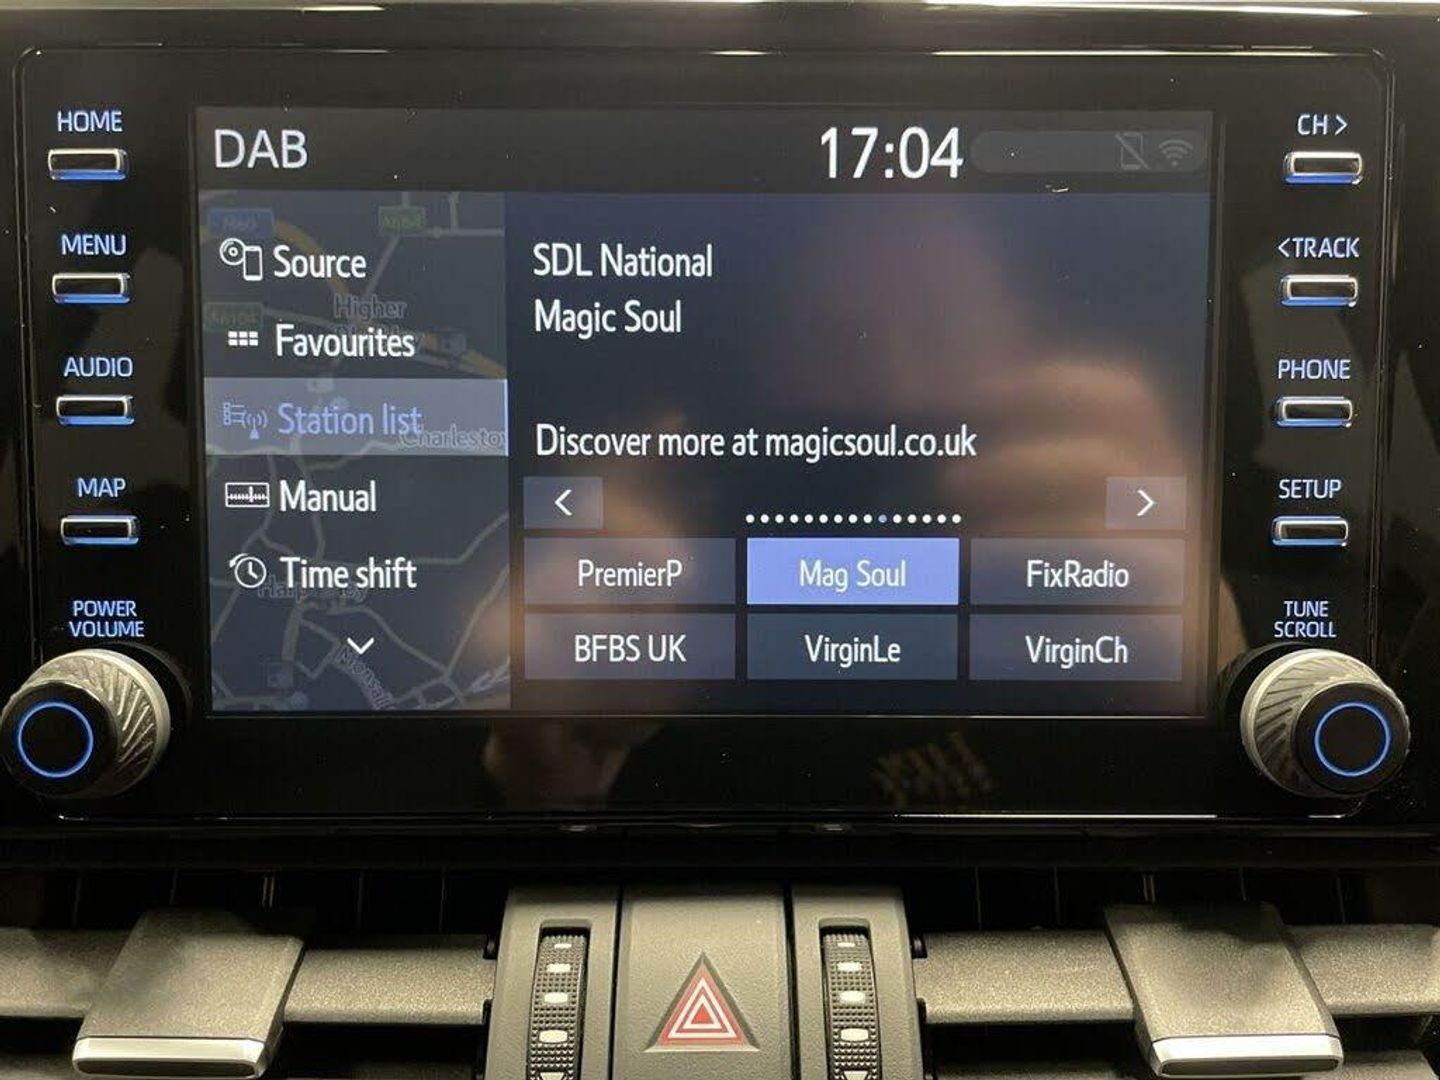 HOME
MENU
AUDIO
MAP
POWER
VOLUME
DAB
17:04
Source
Higher
Favourites
Station list
Manual
Time shift
SDL National
Magic Soul
Discover more at magicsoul.co.uk
<
>
PremierP
Mag Soul
FixRadio
BFBS UK
VirginLe
VirginCh
CH >
<TRACK
PHONE
SETUP
TUNE
SCROLL